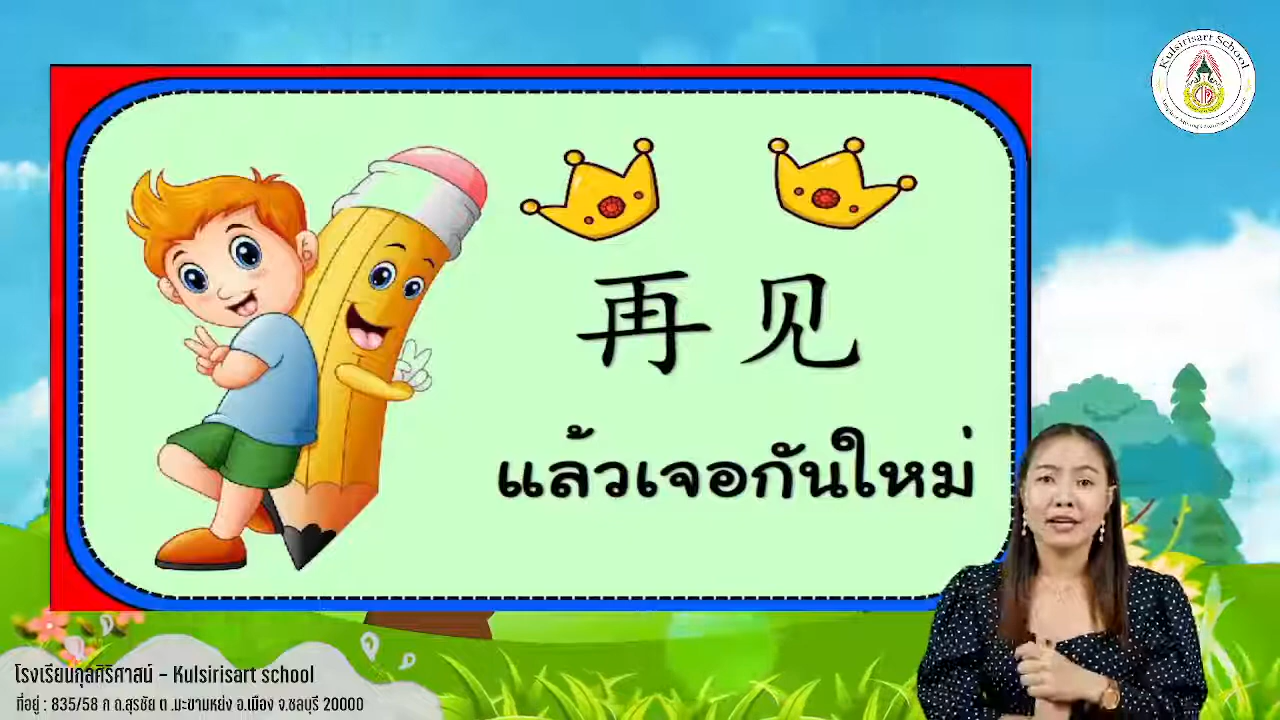 Kulsirisart School
再见
แล้วเจอกันใหม่
โรงเรียนกุลศิริศาสน์ - Kulsirisart school
ที่อยู่ : 835/58 ก ถ.สุรชัย ต .มะขามหย่ง อ.เมือง จ.ชลบุรี 20000